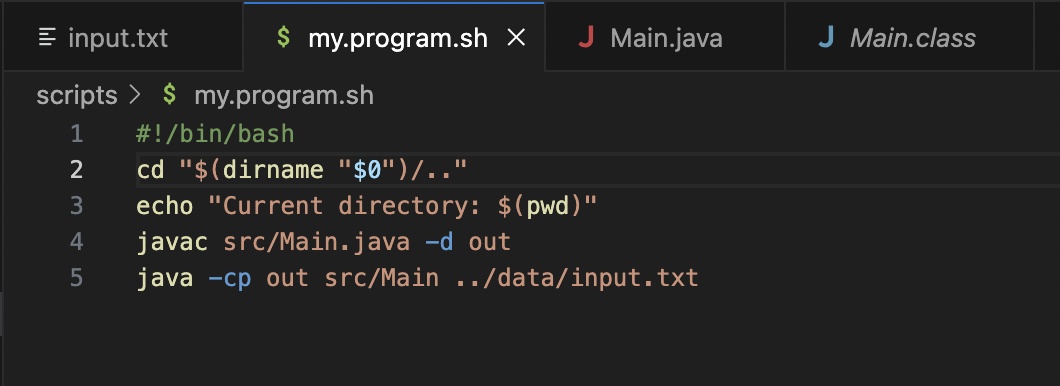 input.txt
$ my.program.sh ×
J Main.java
J Main.class
scripts > $ my.program.sh
1 #!/bin/bash
2 cd "$(dirname "$0")/.."
3 echo "Current directory: $(pwd)"
4 javac src/Main.java -d out
5 java -cp out src/Main ../data/input.txt